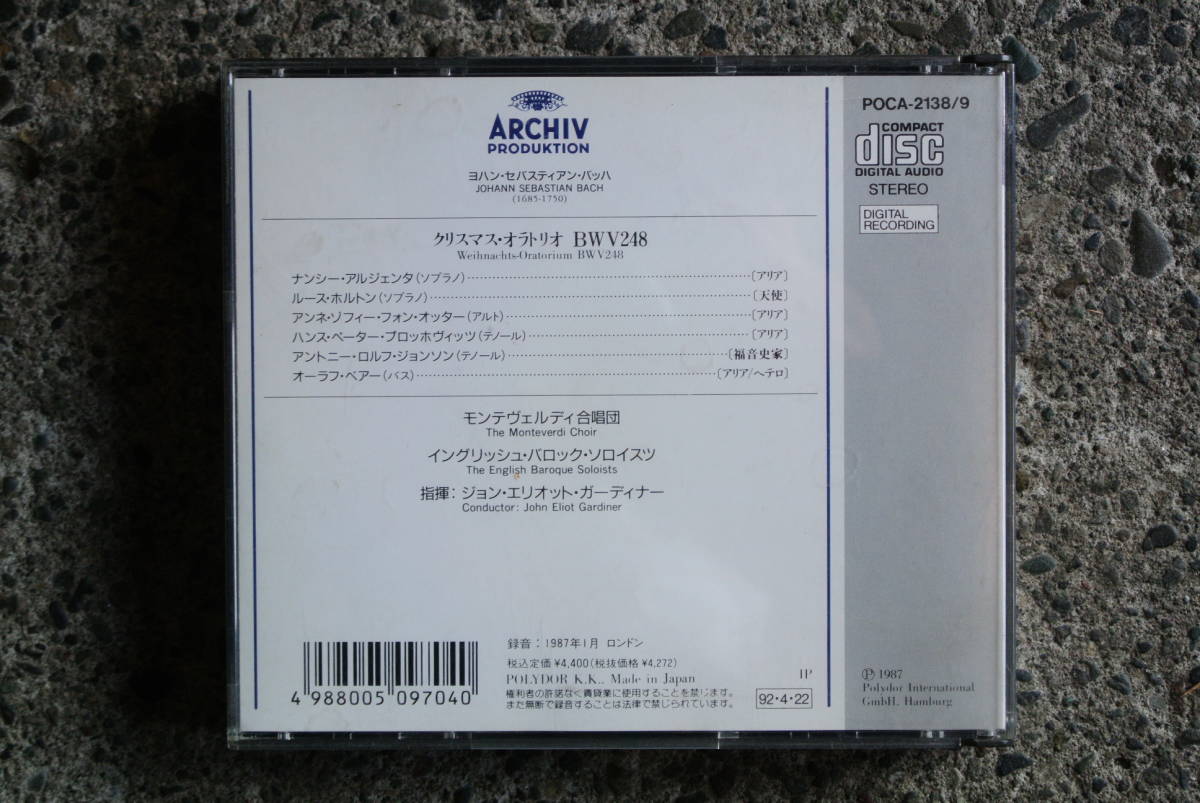 ARCHIV
PRODUKTION
ヨハン・セバスティアン・バッハ
JOHANN SEBASTIAN BACH
(1685-1750)
クリスマス・オラトリオ BWV248
Weihnachts-Oratorium BWV248
ナンシー・アルジェンタ(ソプラノ)〔アリア〕
ルース・ホルトン(ソプラノ)〔天使〕
アンネ・ゾフィー・フォン・オッター(アルト)〔アリア〕
ハンス・ペーター・ブロッホヴィッツ(テノール)〔アリア〕
アントニー・ロルフ・ジョンソン(テノール)〔福音史家〕
オーラフ・ベアー(バス)〔アリア/ヘテロ〕
モンテヴェルディ合唱団
The Monteverdi Choir
イングリッシュ・バロック・ソロイスツ
The English Baroque Soloists
指揮: ジョン・エリオット・ガーディナー
Conductor: John Eliot Gardiner
4 988005 097040
録音: 1987年1月 ロンドン
税込定価¥4,400(税抜価格¥4,272)
POLYDOR K.K., Made in Japan
権利者の許諾なく賃貸業に使用することを禁じます。
また無断で録音することは法律で禁じられています。
IP
92・4・22
POCA-2138/9
COMPACT
disc
DIGITAL AUDIO
STEREO
DIGITAL
RECORDING
Ⓟ 1987
Polydor International
GmbH, Hamburg